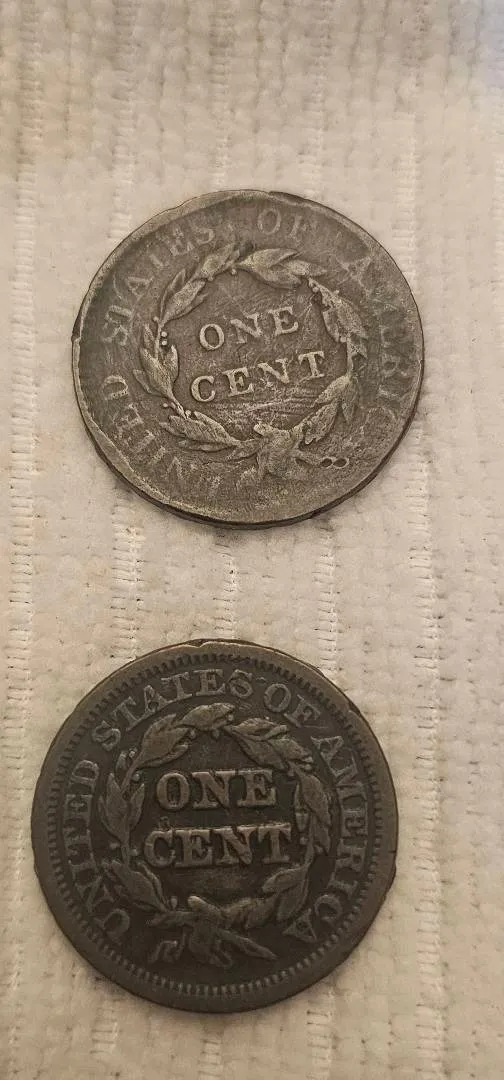 UNITED STATES OF AMERICA
ONE
CENT
UNITED STATES OF AMERICA
ONE
CENT